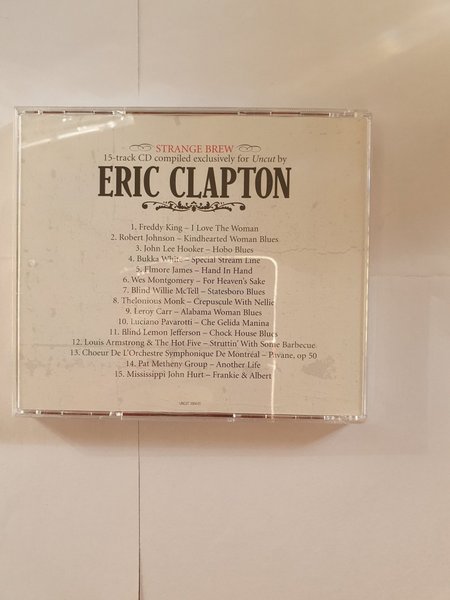 STRANGE BREW
15-track CD compiled exclusively for Uncut by
ERIC CLAPTON
1. Freddy King – I Love The Woman
2. Robert Johnson – Kindhearted Woman Blues
3. John Lee Hooker – Hobo Blues
4. Bukka White – Special Stream Line
5. Elmore James – Hand In Hand
6. Wes Montgomery – For Heaven's Sake
7. Blind Willie McTell – Statesboro Blues
8. Thelonious Monk – Crepuscule With Nellie
9. Leroy Carr – Alabama Woman Blues
10. Luciano Pavarotti – Che Gelida Manina
11. Blind Lemon Jefferson – Chock House Blues
12. Louis Armstrong & The Hot Five – Struttin' With Some Barbecue
13. Choeur De L'Orchestre Symphonique De Montréal – Pavane, op 50
14. Pat Metheny Group – Another Life
15. Mississippi John Hurt – Frankie & Albert
UNCUT